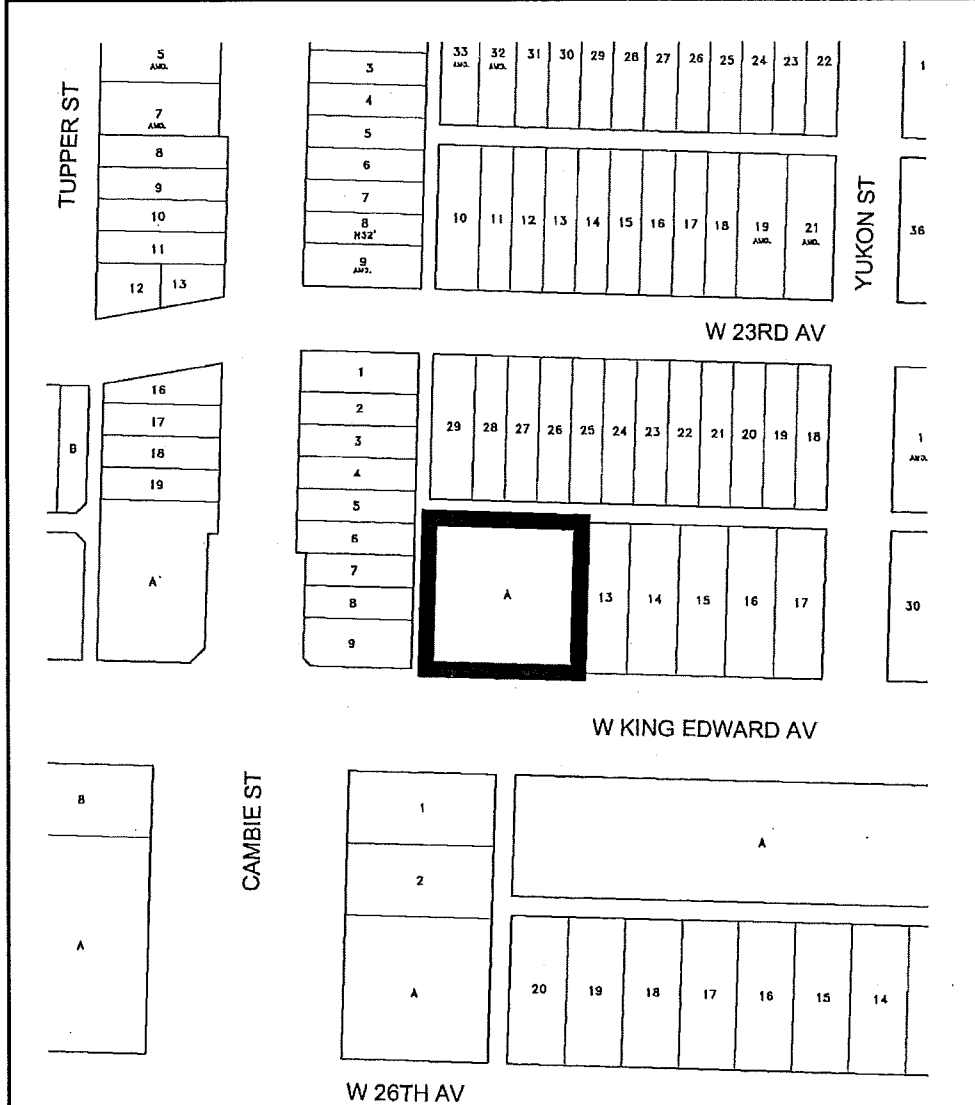 TUPPER ST
5
AMD.
7
AMD.
8
9
10
11
12 13
3
4
5
6
7
8
N32'
9
AMD.
33 32 31 30 29 28 27 26 25 24 23 22
AMD. AMD.
1
10 11 12 13 14 15 16 17 18 19 21
AMD. AMD.
YUKON ST
36
W 23RD AV
B
16
17
18
19
A
1
2
3
4
5
6
7
8
9
29 28 27 26 25 24 23 22 21 20 19 18
1
AMD.
A
13 14 15 16 17
30
W KING EDWARD AV
B
A
CAMBIE ST
1
2
A
A
20 19 18 17 16 15 14
W 26TH AV